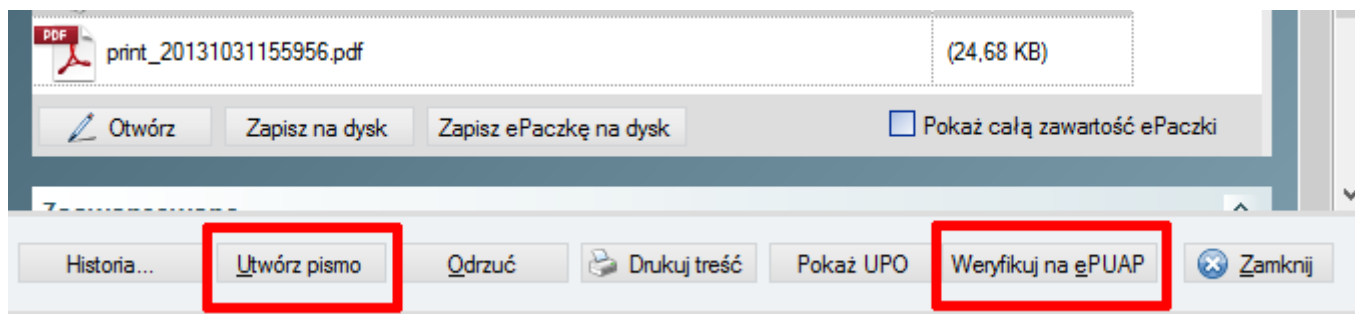 PDF
print_20131031155956.pdf (24,68 KB)
Otwórz Zapisz na dysk Zapisz ePaczkę na dysk Pokaż całą zawartość ePaczki
Historia... Utwórz pismo Odrzuć Drukuj treść Pokaż UPO Weryfikuj na ePUAP Zamknij